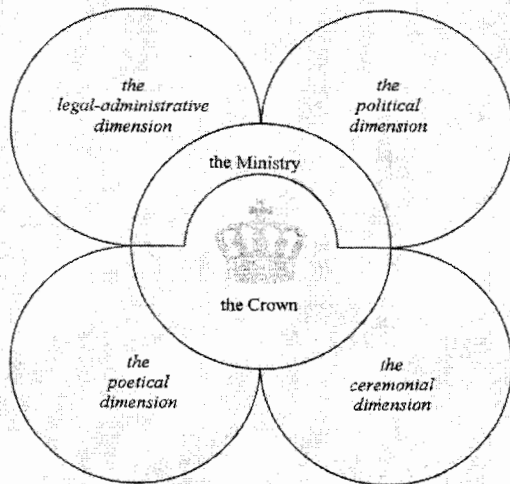 the
legal-administrative
dimension
the
political
dimension
the Ministry
the Crown
the
poetical
dimension
the
ceremonial
dimension